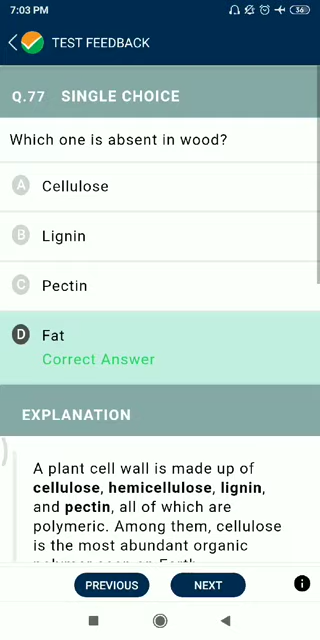 7:03 PM
36
TEST FEEDBACK
Q.77 SINGLE CHOICE
Which one is absent in wood?
A Cellulose
B Lignin
C Pectin
D Fat
Correct Answer
EXPLANATION
A plant cell wall is made up of
cellulose, hemicellulose, lignin,
and pectin, all of which are
polymeric. Among them, cellulose
is the most abundant organic
PREVIOUS NEXT